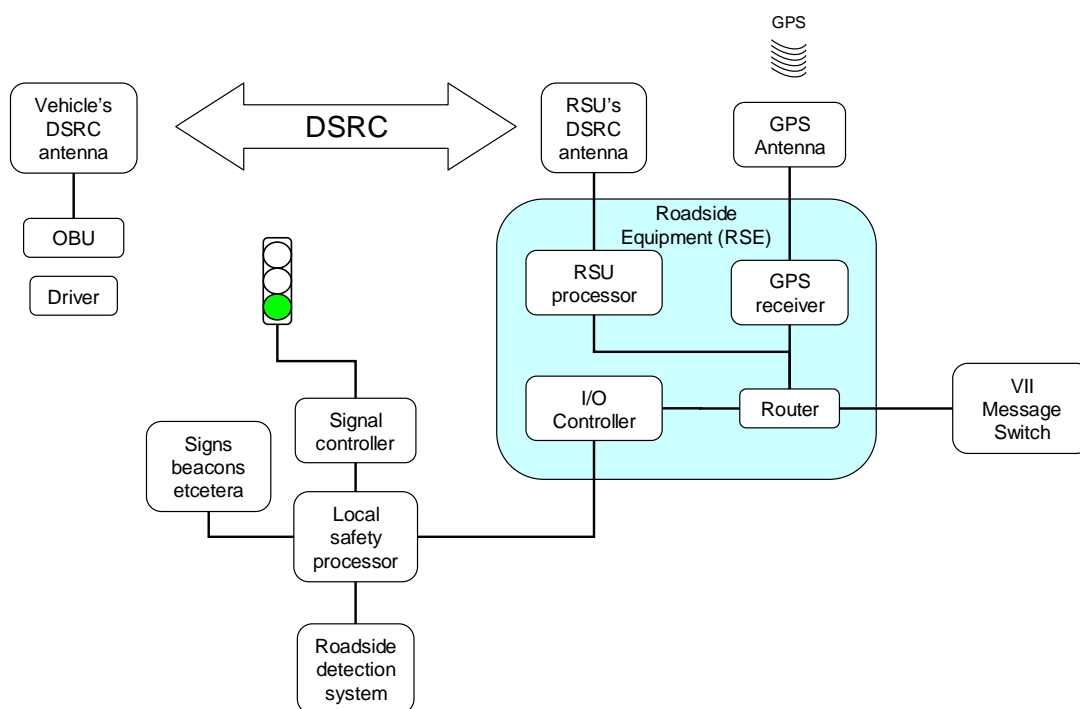 GPS
Vehicle's
DSRC
antenna
DSRC
RSU's
DSRC
antenna
GPS
Antenna
OBU
Driver
Roadside
Equipment (RSE)
RSU
processor
GPS
receiver
I/O
Controller
Router
VII
Message
Switch
Signal
controller
Signs
beacons
etcetera
Local
safety
processor
Roadside
detection
system